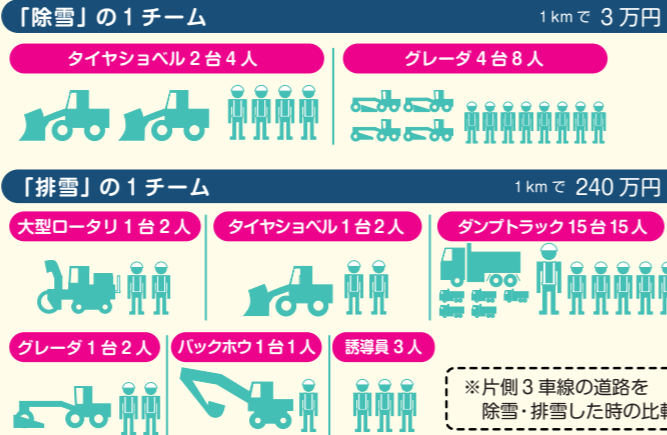 「除雪」の1チーム
1kmで 3万円
タイヤショベル2台4人
グレーダ4台8人
「排雪」の1チーム
1kmで 240万円
大型ロータリ1台2人
タイヤショベル1台2人
ダンプトラック15台15人
グレーダ1台2人
バックホウ1台1人
誘導員3人
※片側3車線の道路を
除雪・排雪した時の比較